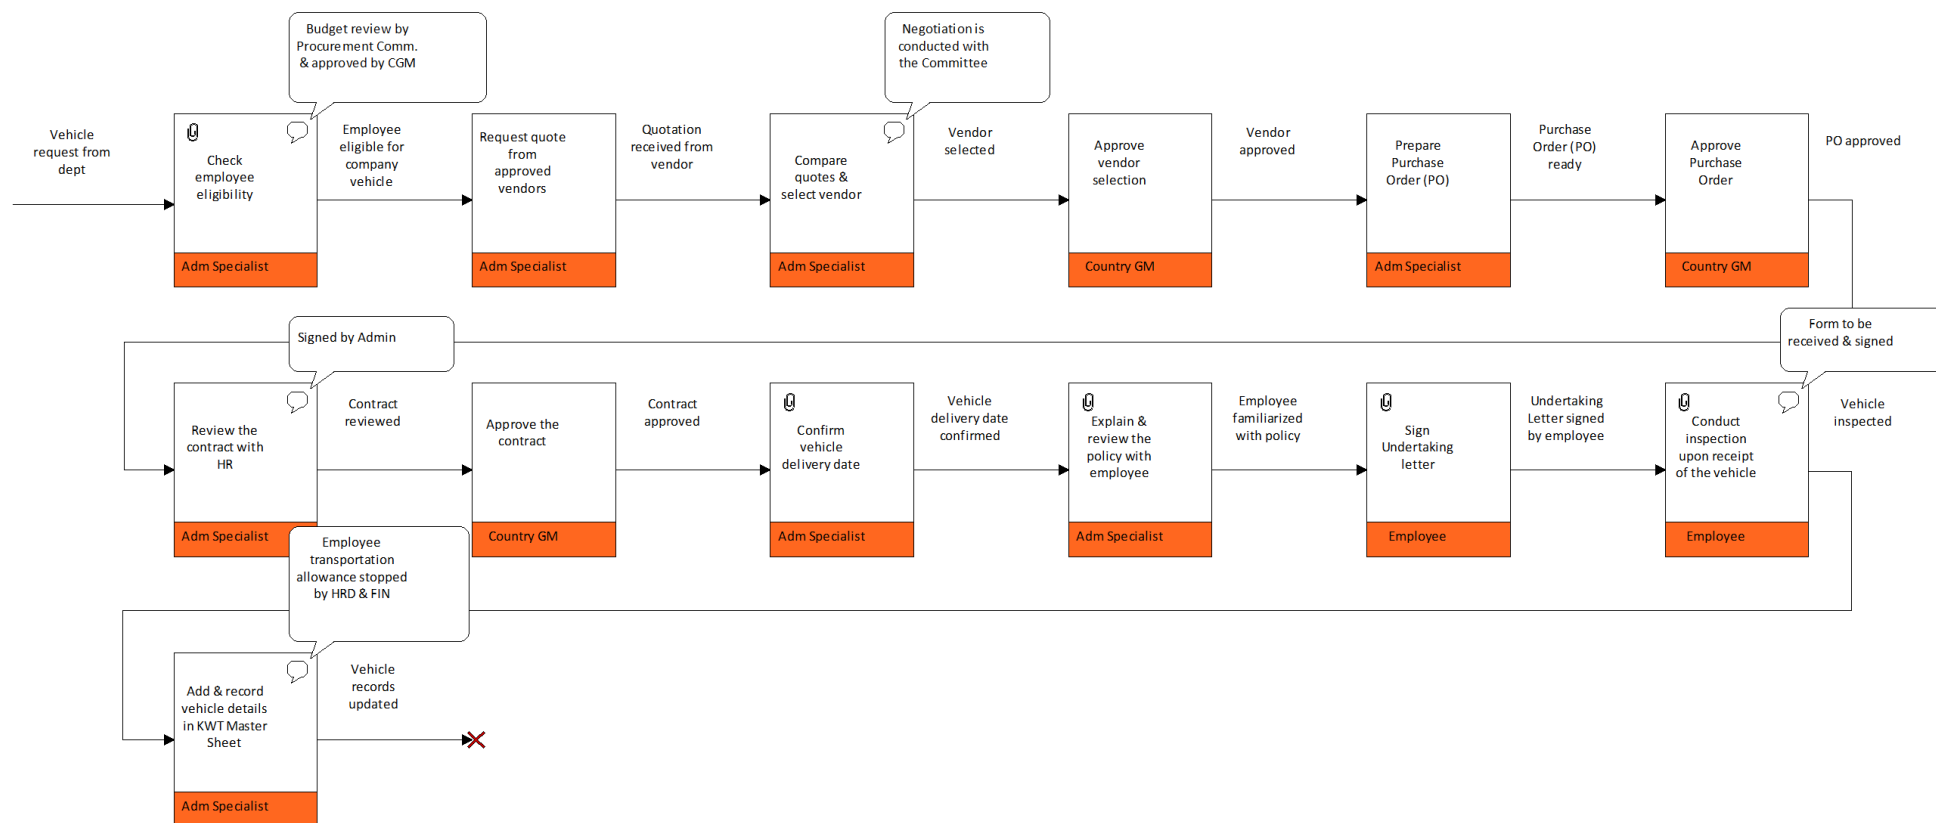 Budget review by
Procurement Comm.
& approved by CGM
Negotiation is
conducted with
the Committee
Vehicle
request from
dept
Check
employee
eligibility
Adm Specialist
Employee
eligible for
company
vehicle
Request quote
from
approved
vendors
Adm Specialist
Quotation
received from
vendor
Compare
quotes &
select vendor
Adm Specialist
Vendor
selected
Approve
vendor
selection
Country GM
Vendor
approved
Prepare
Purchase
Order (PO)
Adm Specialist
Purchase
Order (PO)
ready
Approve
Purchase
Order
Country GM
PO approved
Signed by Admin
Form to be
received & signed
Review the
contract with
HR
Adm Specialist
Contract
reviewed
Approve the
contract
Country GM
Contract
approved
Confirm
vehicle
delivery date
Adm Specialist
Vehicle
delivery date
confirmed
Explain &
review the
policy with
employee
Adm Specialist
Employee
familiarized
with policy
Sign
Undertaking
letter
Employee
Undertaking
Letter signed
by employee
Conduct
inspection
upon receipt
of the vehicle
Employee
Vehicle
inspected
Employee
transportation
allowance stopped
by HRD & FIN
Add & record
vehicle details
in KWT Master
Sheet
Adm Specialist
Vehicle
records
updated